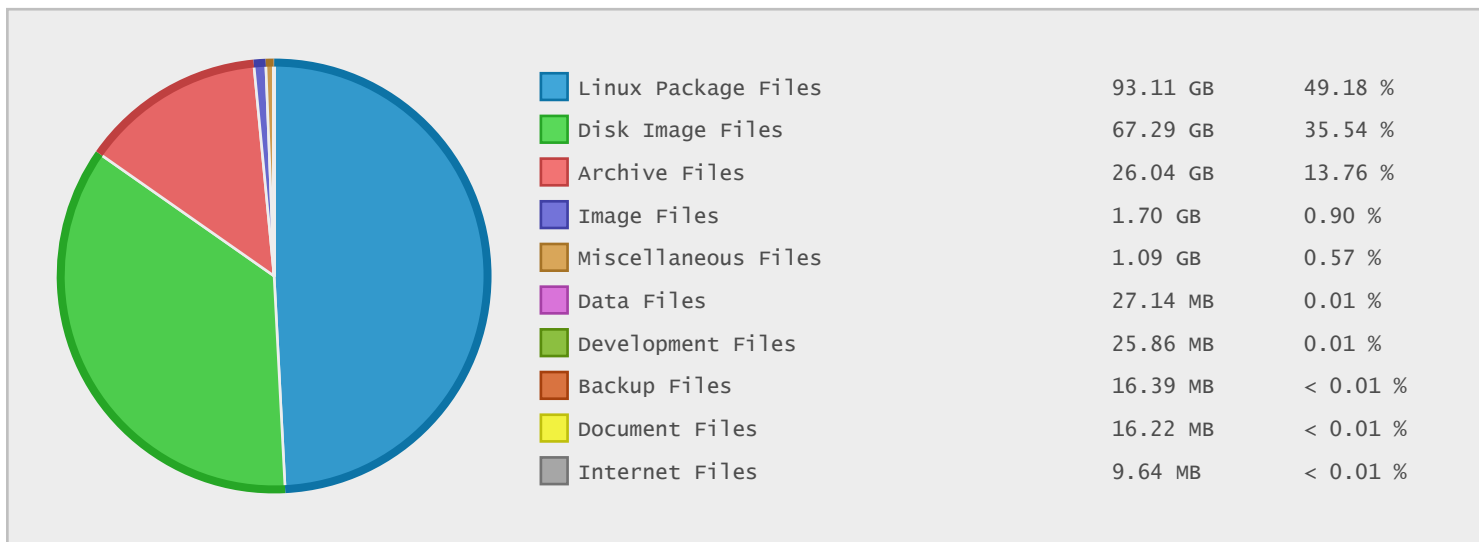 Linux Package Files 93.11 GB 49.18 %
Disk Image Files 67.29 GB 35.54 %
Archive Files 26.04 GB 13.76 %
Image Files 1.70 GB 0.90 %
Miscellaneous Files 1.09 GB 0.57 %
Data Files 27.14 MB 0.01 %
Development Files 25.86 MB 0.01 %
Backup Files 16.39 MB < 0.01 %
Document Files 16.22 MB < 0.01 %
Internet Files 9.64 MB < 0.01 %